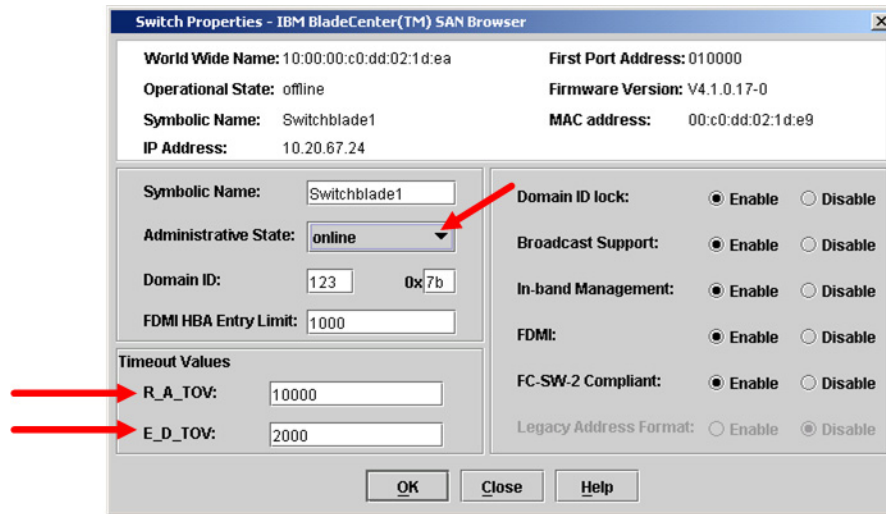 Switch Properties - IBM BladeCenter(TM) SAN Browser
World Wide Name: 10:00:00:c0:dd:02:1d:ea First Port Address: 010000
Operational State: offline Firmware Version: V4.1.0.17-0
Symbolic Name: Switchblade1 MAC address: 00:c0:dd:02:1d:e9
IP Address: 10.20.67.24
Symbolic Name: Switchblade1
Administrative State: online
Domain ID: 123 0x 7b
FDMI HBA Entry Limit: 1000
Timeout Values
R_A_TOV: 10000
E_D_TOV: 2000
Domain ID lock: Enable Disable
Broadcast Support: Enable Disable
In-band Management: Enable Disable
FDMI: Enable Disable
FC-SW-2 Compliant: Enable Disable
Legacy Address Format: Enable Disable
OK Close Help